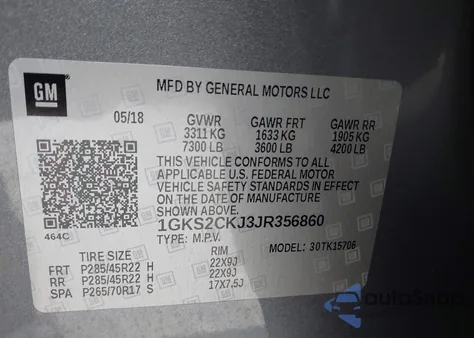 GM
MFD BY GENERAL MOTORS LLC
05/18 GVWR GAWR FRT GAWR RR
3311 KG 1633 KG 1905 KG
7300 LB 3600 LB 4200 LB
THIS VEHICLE CONFORMS TO ALL
APPLICABLE U.S. FEDERAL MOTOR
VEHICLE SAFETY STANDARDS IN EFFECT
ON THE DATE OF MANUFACTURE
SHOWN ABOVE.
1GKS2CKJ3JR356860
464C TYPE: M.P.V. MODEL: 30TK15706
TIRE SIZE RIM
FRT P285/45R22 H 22X9J
RR P285/45R22 H 22X9J
SPA P265/70R17 S 17X7.5J